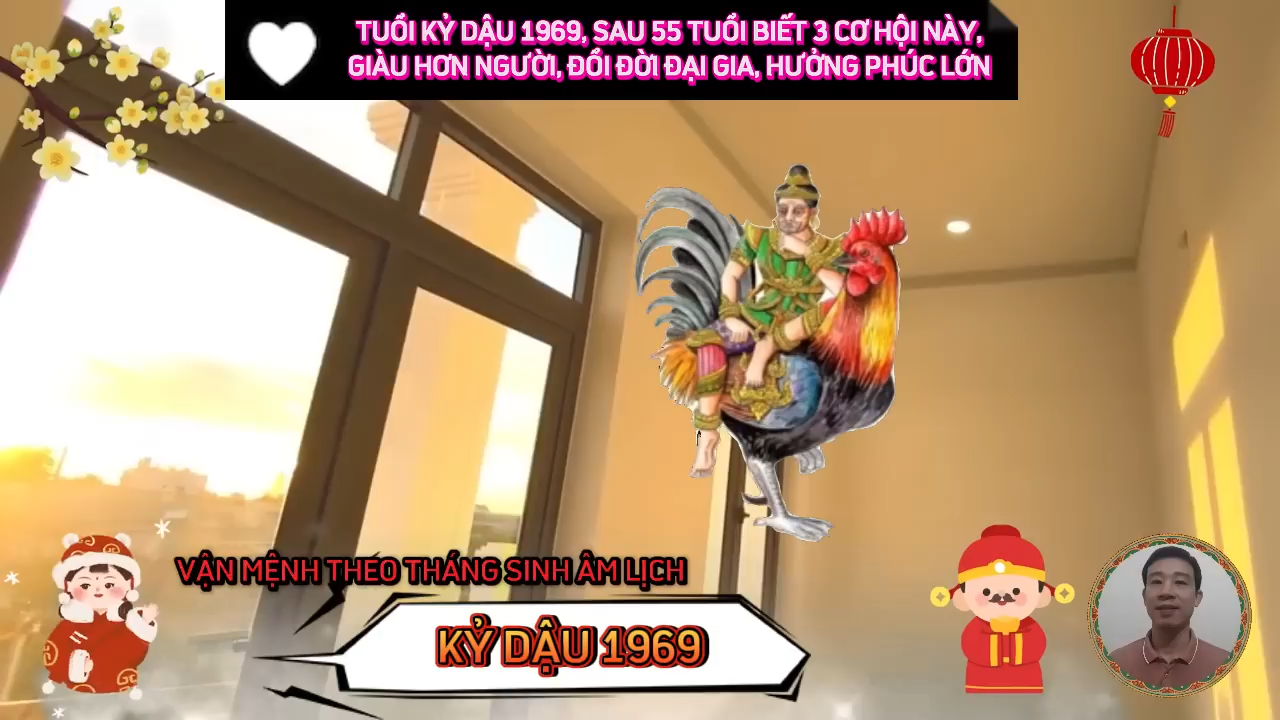 TUỔI KỶ DẬU 1969, SAU 55 TUỔI BIẾT 3 CƠ HỘI NÀY,
GIÀU HƠN NGƯỜI, ĐỔI ĐỜI ĐẠI GIA, HƯỞNG PHÚC LỚN
VẬN MỆNH THEO THÁNG SINH ÂM LỊCH
KỶ DẬU 1969